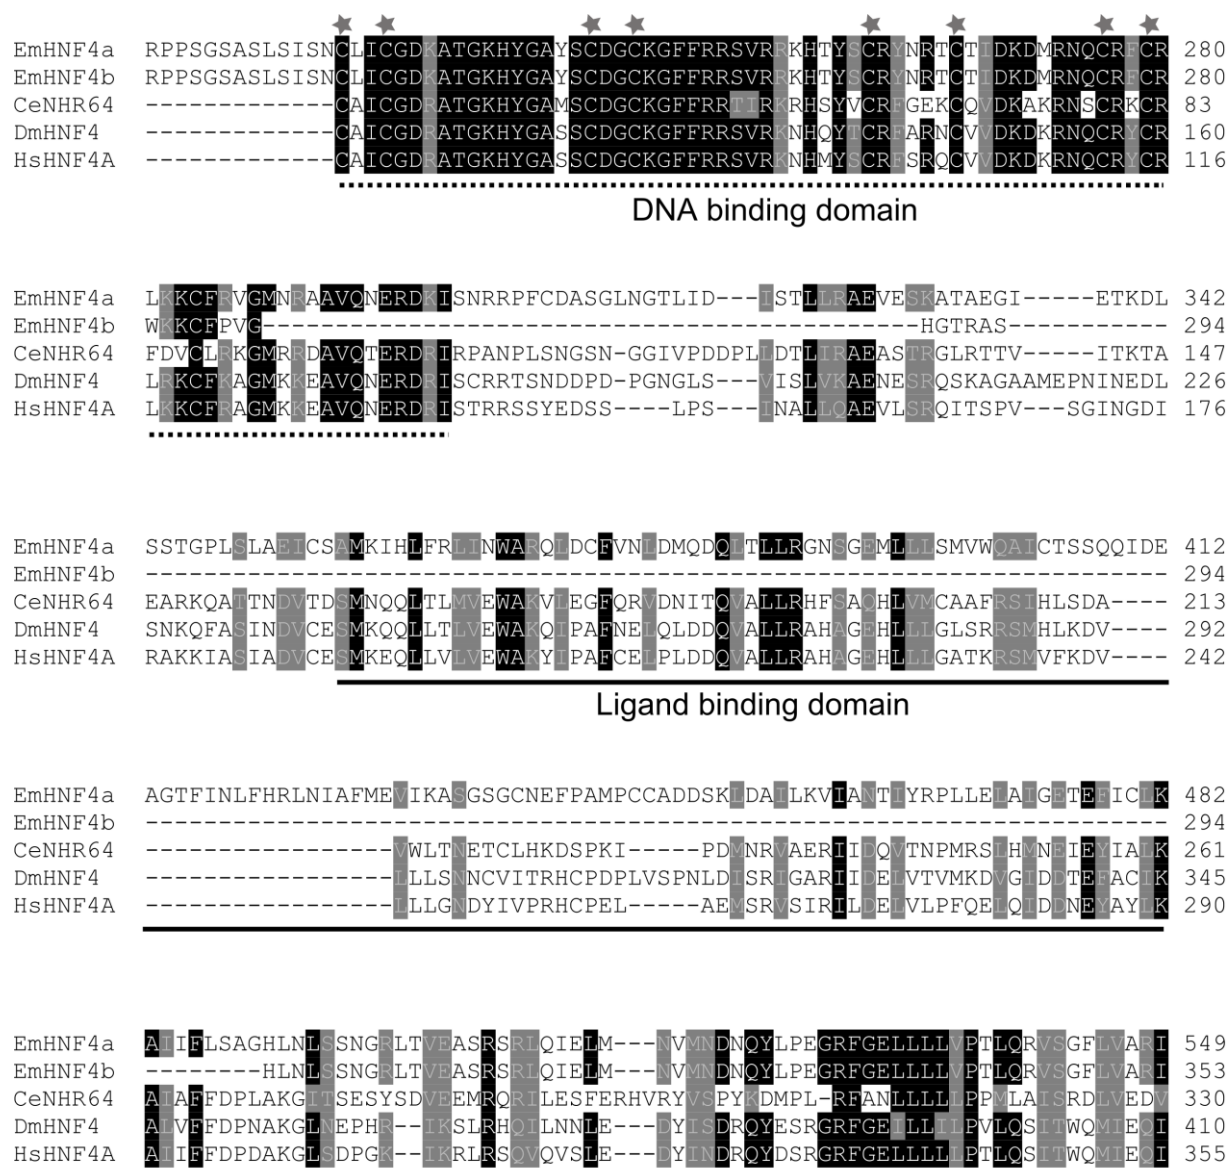 EmHNF4a RPPSGSASLSISNCLICGDKATGKHYGAYSCDGCKGFFRRSVRRKHTYSCRYNRTCTIDKDMRNQCRFCR 280
EmHNF4b RPPSGSASLSISNCLICGDKATGKHYGAYSCDGCKGFFRRSVRRKHTYSCRYNRTCTIDKDMRNQCRFCR 280
CeNHR64 -------------CAICGDRATGKHYGAMSCDGCKGFFRRTIRKRHSYVCRFGEKCQVDKAKRNSCRKCR 83
DmHNF4 -------------CAICGDRATGKHYGASSCDGCKGFFRRSVRKNHQYTCRFARNCVVDKDKRNQCRYCR 160
HsHNF4A -------------CAICGDRATGKHYGASSCDGCKGFFRRSVRKNHMYSCRFSRQCVVDKDKRNQCRYCR 116
DNA binding domain
EmHNF4a LKKCFRVGMNRAAVQNERDKISNRRPFCDASGLNGTLID---ISTLLRAEVESKATAEGI-----ETKDL 342
EmHNF4b WKKCFPVG---------------------------------------------HGTRAS----------- 294
CeNHR64 FDVCLRKGMRRDAVQTERDRIRPANPLSNGSN-GGIVPDDPLLDTLIRAEASTRGLRTTV-----ITKTA 147
DmHNF4 LRKCFKAGMKKEAVQNERDRISCRRTSNDDPD-PGNGLS---VISLVKAENESRQSKAGAAMEPNINEDL 226
HsHNF4A LKKCFRAGMKKEAVQNERDRISTRRSSYEDSS----LPS---INALLQAEVLSRQITSPV---SGINGDI 176
EmHNF4a SSTGPLSLAEICSAMKIHLFRLINWARQLDCFVNLDMQDQLTLLRGNSGEMLLLSMVWQAICTSSQQIDE 412
EmHNF4b ---------------------------------------------------------------------- 294
CeNHR64 EARKQATTNDVTDSMNQQLTLMVEWAKVLEGFQRVDNITQVALLRHFSAQHLVMCAAFRSIHLSDA---- 213
DmHNF4 SNKQFASINDVCESMKQQLLTLVEWAKQIPAFNELQLDDQVALLRAHAGEHLLLGLSRRSMHLKDV---- 292
HsHNF4A RAKKIASIADVCESMKEQLLVLVEWAKYIPAFCELPLDDQVALLRAHAGEHLLLGATKRSMVFKDV---- 242
Ligand binding domain
EmHNF4a AGTFINLFHRLNIAFMEVIKASGSGCNEFPAMPCCADDSKLDAILKVIANTIYRPLLELAIGETEFICLK 482
EmHNF4b ---------------------------------------------------------------------- 294
CeNHR64 -----------------VWLTNETCLHKDSPKI-----PDMNRVAERIIDQVTNPMRSLHMNEIEYIALK 261
DmHNF4 -----------------LLLSNNCVITRHCPDPLVSPNLDISRIGARIIDELVTVMKDVGIDDTEFACIK 345
HsHNF4A -----------------LLLGNDYIVPRHCPEL-----AEMSRVSIRILDELVLPFQELQIDDNEYAYLK 290
EmHNF4a AIIFLSAGHLNLSSNGRLTVEASRSRLQIELM---NVMNDNQYLPEGRFGELLLLVPTLQRVSGFLVARI 549
EmHNF4b --------HLNLSSNGRLTVEASRSRLQIELM---NVMNDNQYLPEGRFGELLLLVPTLQRVSGFLVARI 353
CeNHR64 AIAFFDPLAKGITSESYSDVEEMRQRILESFERHVRYVSPYKDMPL-RFANLLLLLPPMLAISRDLVEDV 330
DmHNF4 ALVFFDPNAKGLNEPHR--IKSLRHQILNNLE---DYISDRQYESRGRFGEILLILPVLQSITWQMIEQI 410
HsHNF4A AIIFFDPDAKGLSDPGK--IKRLRSQVQVSLE---DYINDRQYDSRGRFGELLLLLPTLQSITWQMIEQI 355